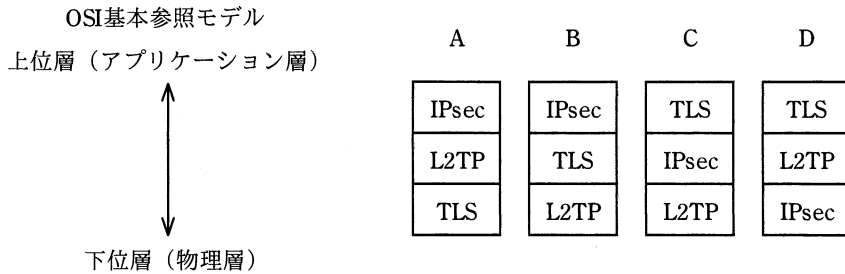 OSI基本参照モデル
上位層（アプリケーション層）
下位層（物理層）
A B C D
IPsec IPsec TLS TLS
L2TP TLS IPsec L2TP
TLS L2TP L2TP IPsec